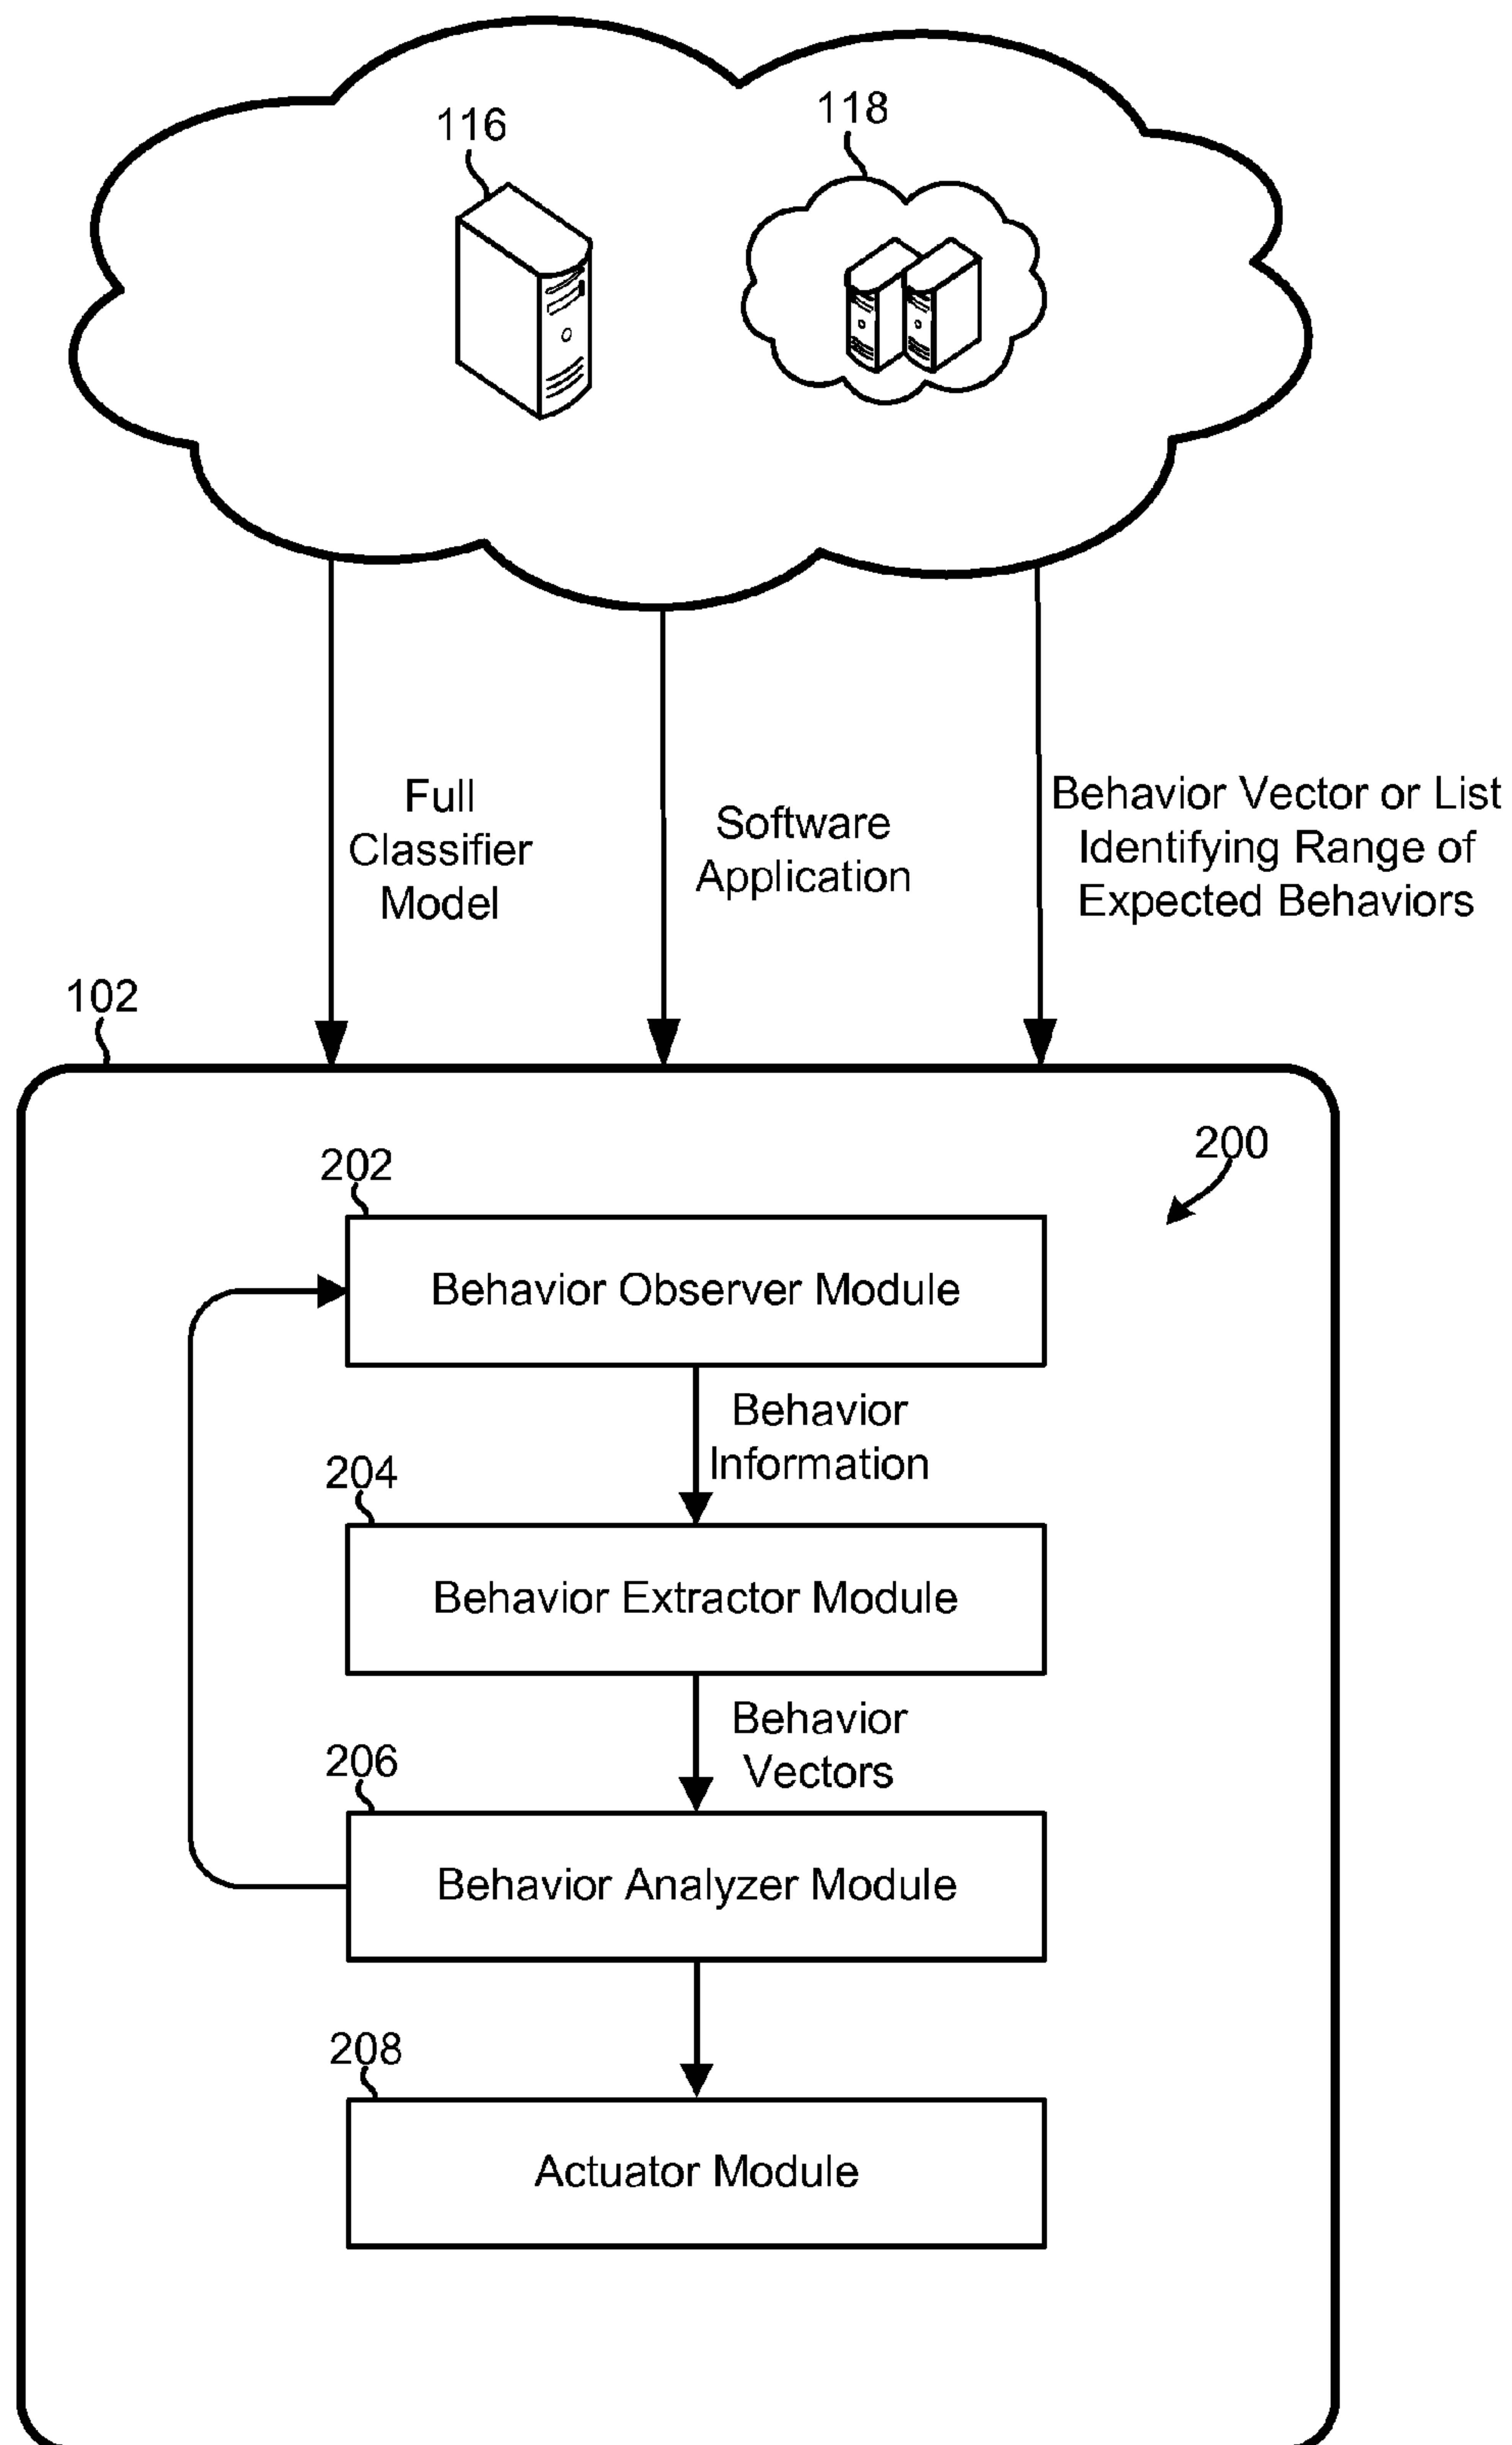 116
118
Full
Classifier
Model
Software
Application
Behavior Vector or List
Identifying Range of
Expected Behaviors
102
200
202
Behavior Observer Module
Behavior
Information
204
Behavior Extractor Module
Behavior
Vectors
206
Behavior Analyzer Module
208
Actuator Module